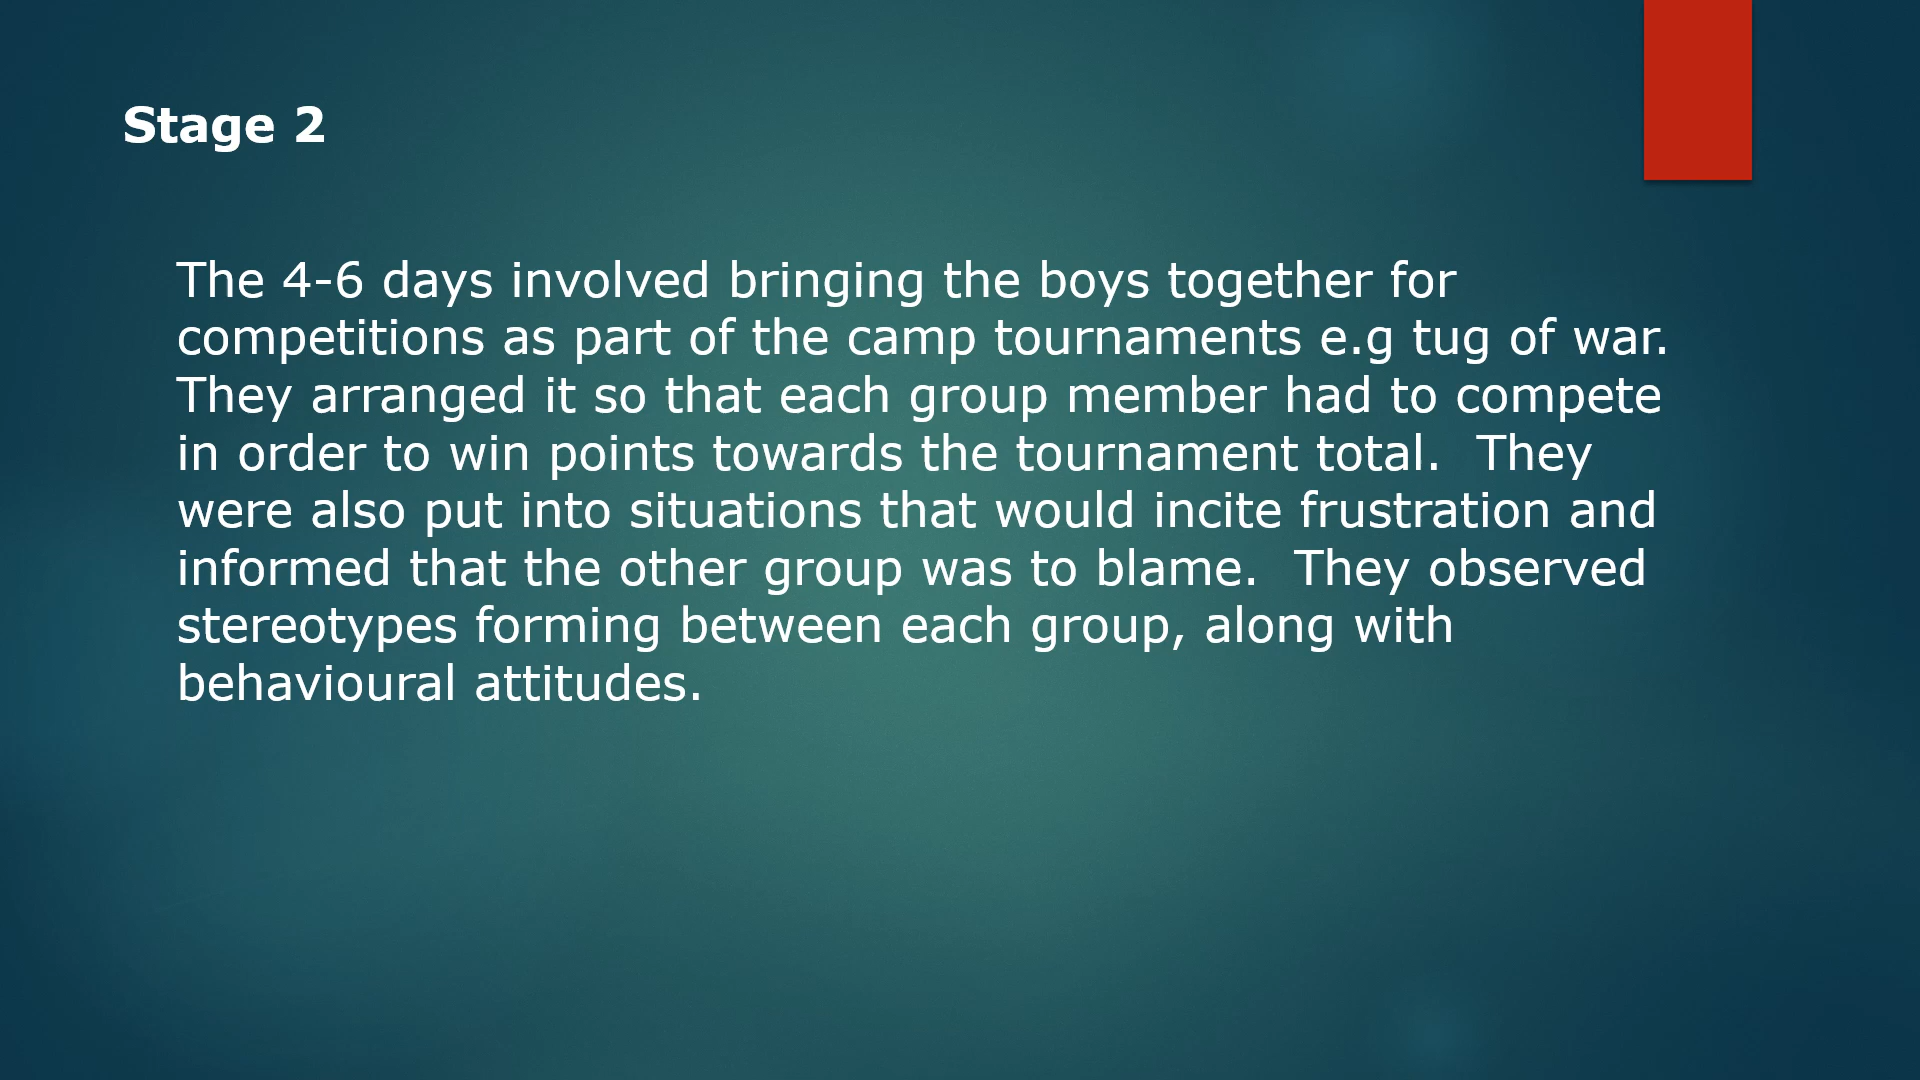 Stage 2
The 4-6 days involved bringing the boys together for
competitions as part of the camp tournaments e.g tug of war.
They arranged it so that each group member had to compete
in order to win points towards the tournament total.  They
were also put into situations that would incite frustration and
informed that the other group was to blame.  They observed
stereotypes forming between each group, along with
behavioural attitudes.